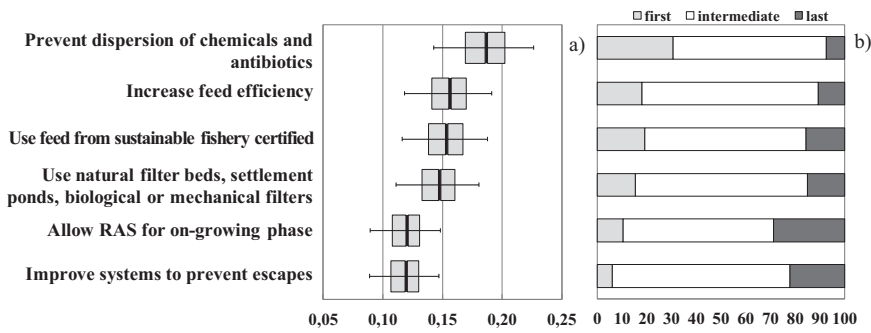 first intermediate last
Prevent dispersion of chemicals and
antibiotics
a)
b)
Increase feed efficiency
Use feed from sustainable fishery certified
Use natural filter beds, settlement
ponds, biological or mechanical filters
Allow RAS for on-growing phase
Improve systems to prevent escapes
0,05 0,10 0,15 0,20 0,25
0 10 20 30 40 50 60 70 80 90 100